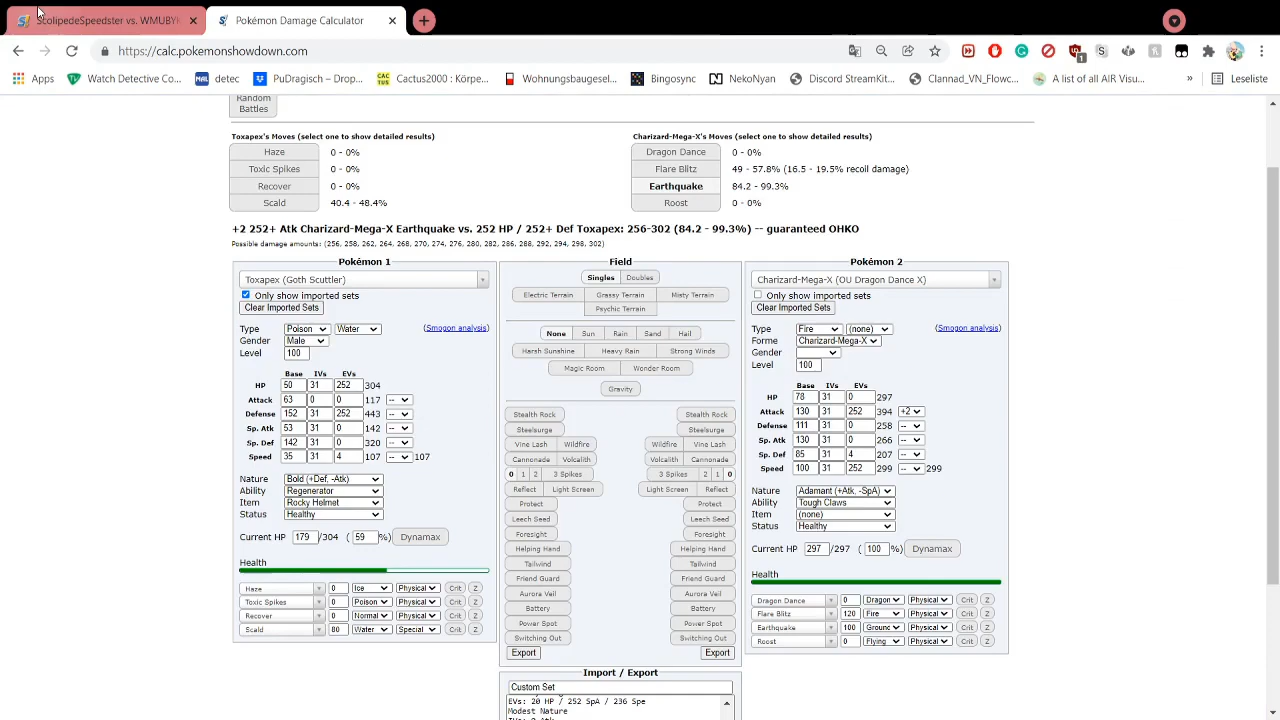 ScolipedeSpeedster vs. WMUBYI
Pokémon Damage Calculator
https://calc.pokemonshowdown.com
Apps
Watch Detective Co...
detec
PuDragisch – Drop...
Cactus2000 : Körpe...
Wohnungsbaugesel...
Bingosync
NekoNyan
Discord StreamKit...
Clannad_VN_Flowc...
A list of all AIR Visu...
»
Leseliste
Random
Battles
Toxapex's Moves (select one to show detailed results)
Haze 0 - 0%
Toxic Spikes 0 - 0%
Recover 0 - 0%
Scald 40.4 - 48.4%
Charizard-Mega-X's Moves (select one to show detailed results)
Dragon Dance 0 - 0%
Flare Blitz 49 - 57.8% (16.5 - 19.5% recoil damage)
Earthquake 84.2 - 99.3%
Roost 0 - 0%
+2 252+ Atk Charizard-Mega-X Earthquake vs. 252 HP / 252+ Def Toxapex: 256-302 (84.2 - 99.3%) -- guaranteed OHKO
Possible damage amounts: (256, 258, 262, 264, 268, 270, 274, 276, 280, 282, 286, 288, 292, 294, 298, 302)
Pokémon 1
Toxapex (Goth Scuttler)
Only show imported sets
Clear Imported Sets
Type Poison Water (Smogon analysis)
Gender Male
Level 100
Base IVs EVs
HP 50 31 252 304
Attack 63 0 0 117 --
Defense 152 31 252 443 --
Sp. Atk 53 31 0 142 --
Sp. Def 142 31 0 320 --
Speed 35 31 4 107 -- 107
Nature Bold (+Def, -Atk)
Ability Regenerator
Item Rocky Helmet
Status Healthy
Current HP 179 /304 ( 59 %) Dynamax
Health
Haze 0 Ice Physical Crit Z
Toxic Spikes 0 Poison Physical Crit Z
Recover 0 Normal Physical Crit Z
Scald 80 Water Special Crit Z
Field
Singles Doubles
Electric Terrain Grassy Terrain Misty Terrain
Psychic Terrain
None Sun Rain Sand Hail
Harsh Sunshine Heavy Rain Strong Winds
Magic Room Wonder Room
Gravity
Stealth Rock Stealth Rock
Steelsurge Steelsurge
Vine Lash Wildfire Wildfire Vine Lash
Cannonade Volcalith Volcalith Cannonade
0 1 2 3 Spikes 3 Spikes 2 1 0
Reflect Light Screen Light Screen Reflect
Protect Protect
Leech Seed Leech Seed
Foresight Foresight
Helping Hand Helping Hand
Tailwind Tailwind
Friend Guard Friend Guard
Aurora Veil Aurora Veil
Battery Battery
Power Spot Power Spot
Switching Out Switching Out
Export Export
Import / Export
Custom Set
EVs: 20 HP / 252 SpA / 236 Spe
Modest Nature
Pokémon 2
Charizard-Mega-X (OU Dragon Dance X)
Only show imported sets
Clear Imported Sets
Type Fire (none) (Smogon analysis)
Forme Charizard-Mega-X
Gender
Level 100
Base IVs EVs
HP 78 31 0 297
Attack 130 31 252 394 +2
Defense 111 31 0 258 --
Sp. Atk 130 31 0 266 --
Sp. Def 85 31 4 207 --
Speed 100 31 252 299 -- 299
Nature Adamant (+Atk, -SpA)
Ability Tough Claws
Item (none)
Status Healthy
Current HP 297 /297 ( 100 %) Dynamax
Health
Dragon Dance 0 Dragon Physical Crit Z
Flare Blitz 120 Fire Physical Crit Z
Earthquake 100 Ground Physical Crit Z
Roost 0 Flying Physical Crit Z